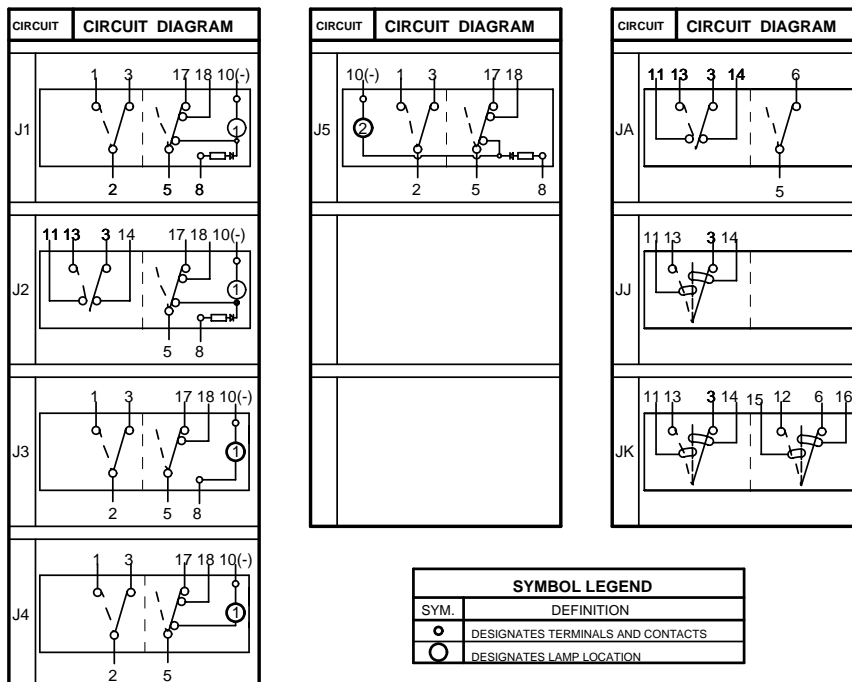 CIRCUIT CIRCUIT DIAGRAM
1 3 17 18 10(-)
J1
1
2 5 8
11 13 3 14 17 18 10(-)
J2
1
5 8
1 3 17 18 10(-)
J3
1
2 5 8
1 3 17 18 10(-)
J4
1
2 5
CIRCUIT CIRCUIT DIAGRAM
10(-) 1 3 17 18
J5
2
2 5 8
CIRCUIT CIRCUIT DIAGRAM
11 13 3 14 6
JA
5
11 13 3 14
JJ
11 13 3 14 15 12 6 16
JK
SYMBOL LEGEND
SYM. DEFINITION
DESIGNATES TERMINALS AND CONTACTS
DESIGNATES LAMP LOCATION